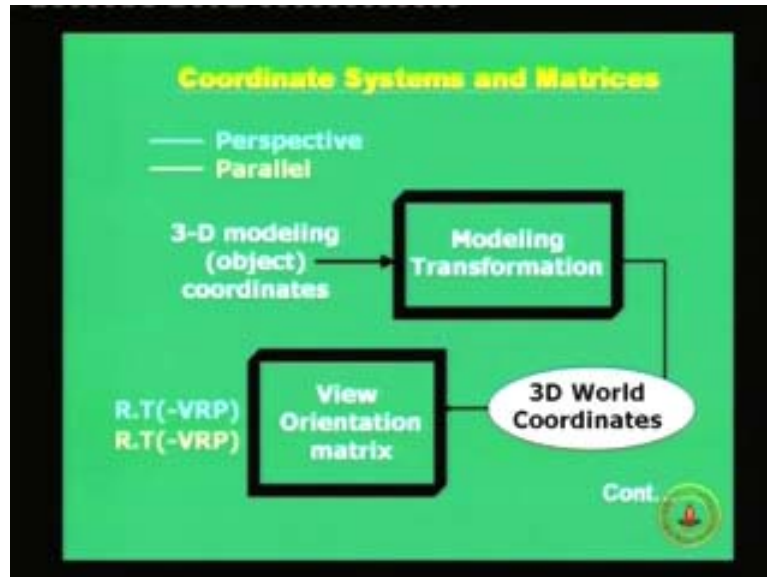 Coordinate Systems and Matrices
Perspective
Parallel
3-D modeling
(object)
coordinates
Modeling
Transformation
3D World
Coordinates
View
Orientation
matrix
R.T(-VRP)
R.T(-VRP)
Cont...